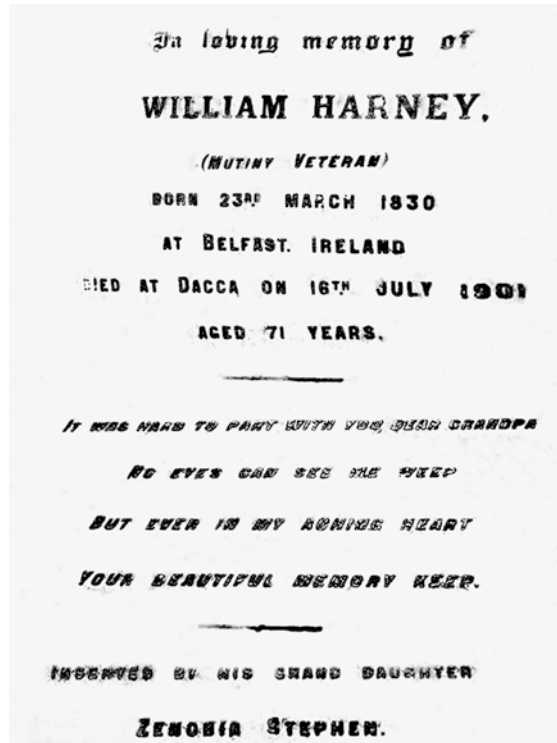 In loving memory of
WILLIAM HARNEY.
(MUTINY VETERAN)
BORN 23RD MARCH 1830
AT BELFAST. IRELAND
DIED AT DACCA ON 16TH JULY 1901
AGED 71 YEARS.
IT WAS HARD TO PART WITH YOU DEAR GRANDPA
NO EYES CAN SEE ME WEEP
BUT EVER IN MY ACHING HEART
YOUR BEAUTIFUL MEMORY KEEP.
INSERTED BY HIS GRAND DAUGHTER
ZENOBIA STEPHEN.